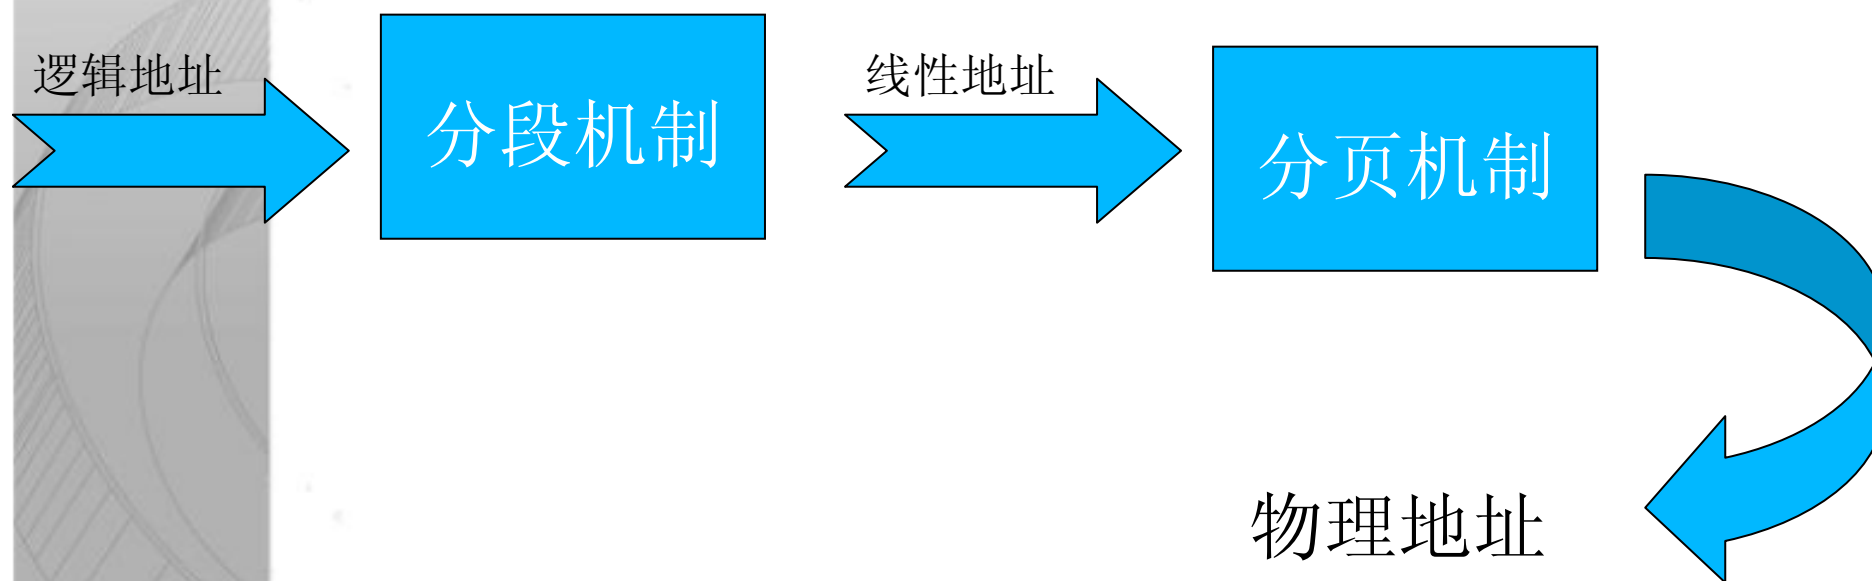 逻辑地址
分段机制
线性地址
分页机制
物理地址